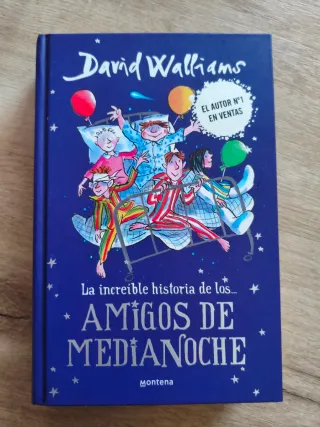 David Walliams
EL AUTOR Nº1
EN VENTAS
La increíble historia de los...
AMiGOS DE
MEDiANOCHE
Montena